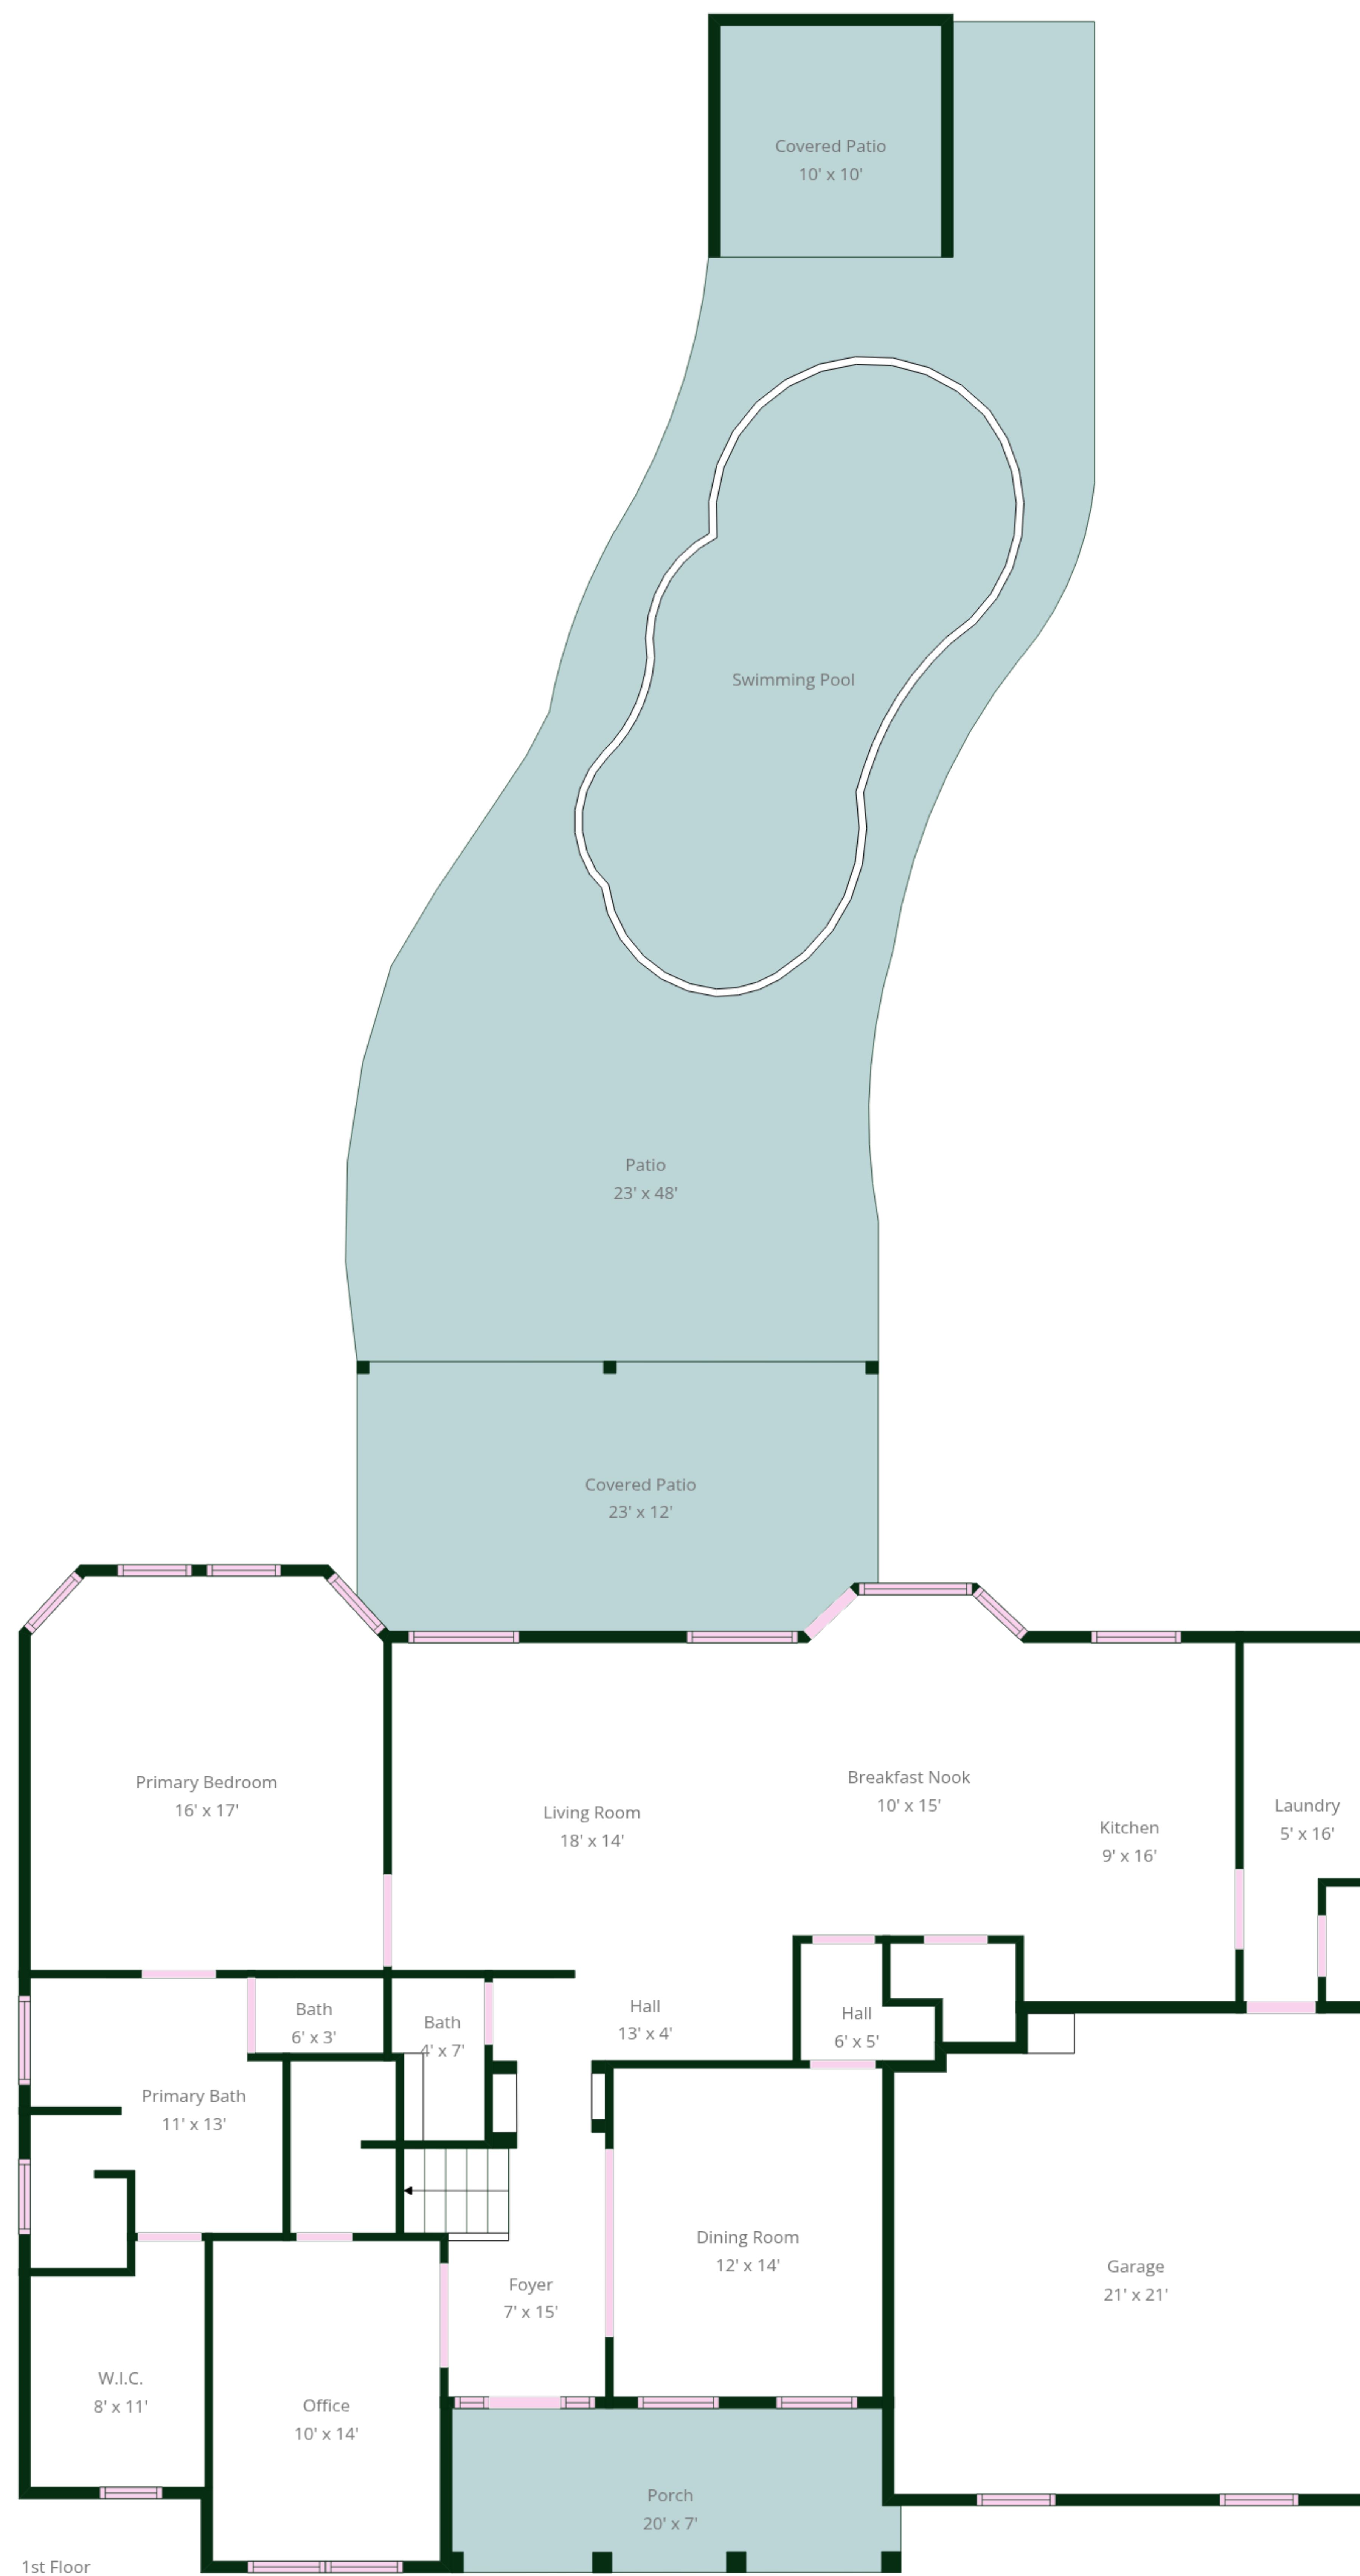 Covered Patio
10' x 10'
Swimming Pool
Patio
23' x 48'
Covered Patio
23' x 12'
Primary Bedroom
16' x 17'
Living Room
18' x 14'
Breakfast Nook
10' x 15'
Kitchen
9' x 16'
Laundry
5' x 16'
Bath
6' x 3'
Bath
4' x 7'
Hall
13' x 4'
Hall
6' x 5'
Primary Bath
11' x 13'
Dining Room
12' x 14'
Garage
21' x 21'
Foyer
7' x 15'
W.I.C.
8' x 11'
Office
10' x 14'
Porch
20' x 7'
1st Floor